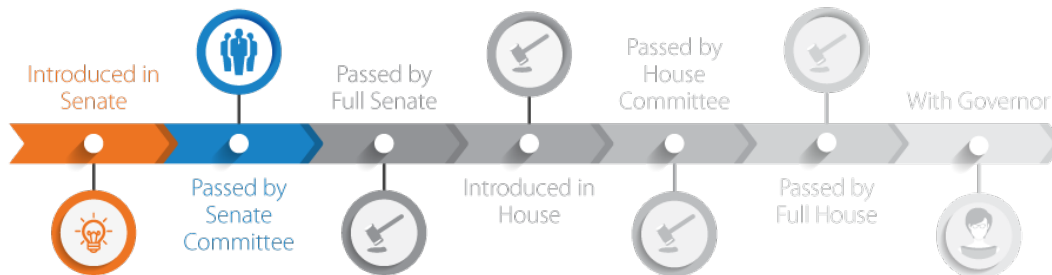 Introduced in
Senate
Passed by
Senate
Committee
Passed by
Full Senate
Introduced in
House
Passed by
House
Committee
Passed by
Full House
With Governor